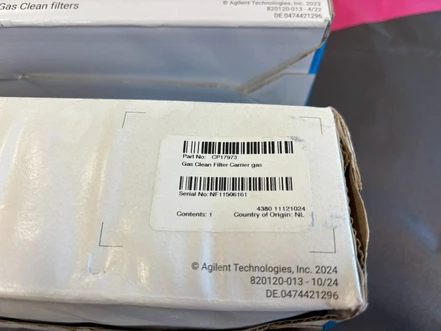 Gas Clean filters
© Agilent Technologies, Inc. 2023
820120-013 - 4/22
DE.0474421296
Part No: CP17973
Gas Clean Filter Carrier gas
Serial No:NF11506161
4380 11121024
Contents: 1 Country of Origin: NL
© Agilent Technologies, Inc. 2024
820120-013 - 10/24
DE.0474421296